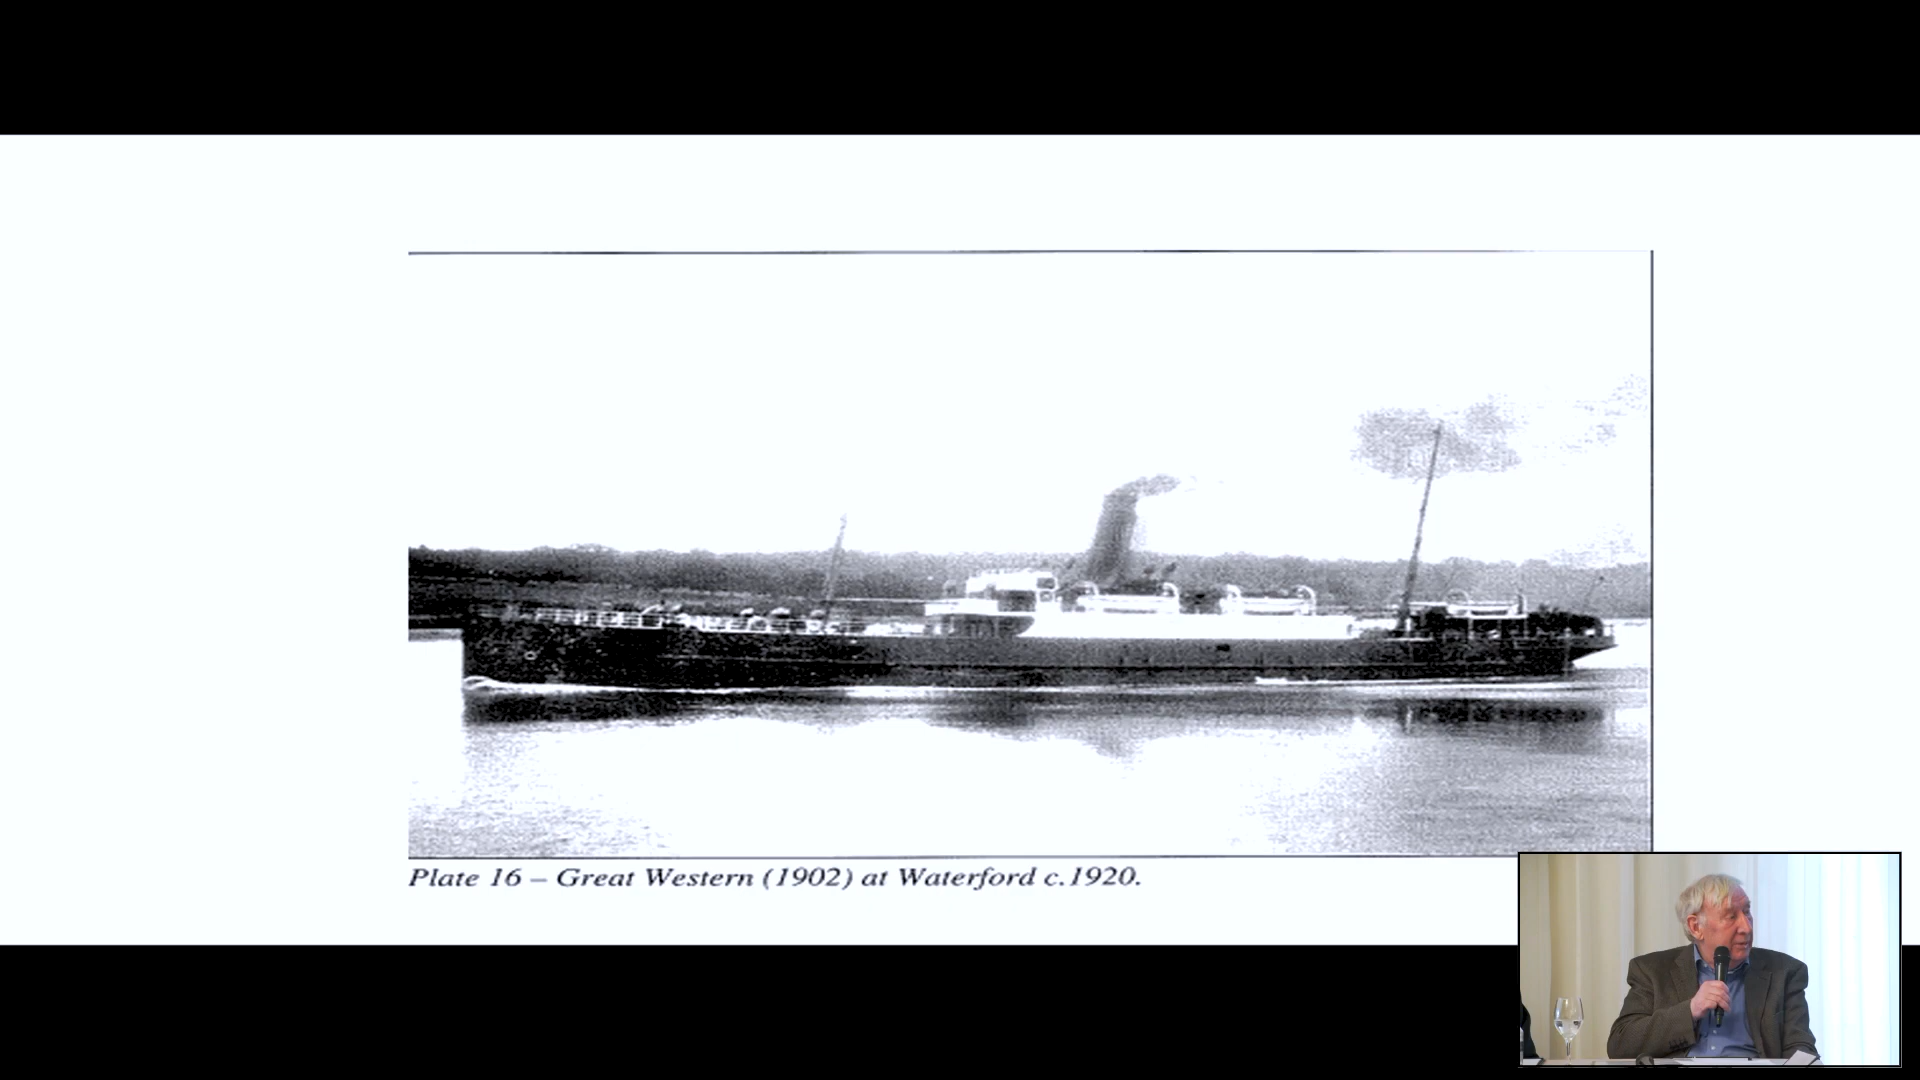 Plate 16 – Great Western (1902) at Waterford c.1920.